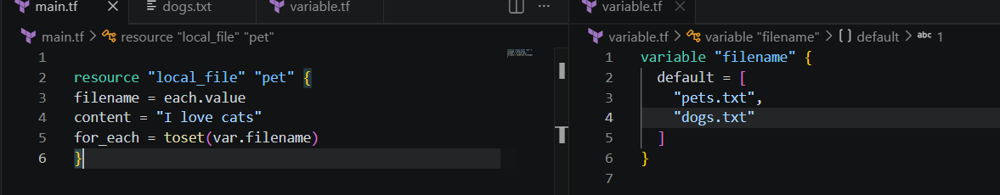 main.tf
dogs.txt
variable.tf
...
variable.tf
main.tf > resource "local_file" "pet"
1
2 resource "local_file" "pet" {
3 filename = each.value
4 content = "I love cats"
5 for_each = toset(var.filename)
6 }
variable.tf > variable "filename" > [ ] default > abc 1
1 variable "filename" {
2   default = [
3     "pets.txt",
4     "dogs.txt"
5   ]
6 }
7